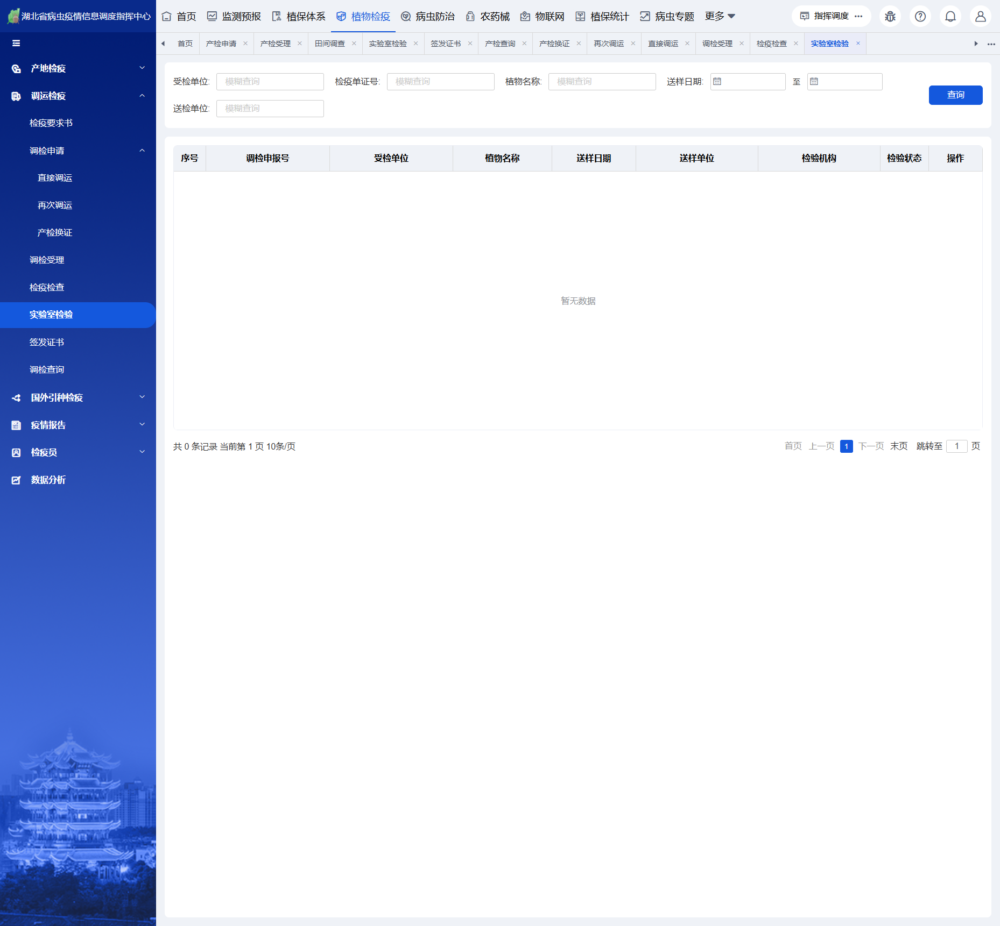 湖北省病虫疫情信息调度指挥中心
首页 监测预报 植保体系 植物检疫 病虫防治 农药械 物联网 植保统计 病虫专题 更多
指挥调度
首页 产检申请 产检受理 田间调查 实验室检验 签发证书 产检查询 产检换证 再次调运 直接调运 调检受理 检疫检查 实验室检验
产地检疫
调运检疫
检疫要求书
调检申请
直接调运
再次调运
产检换证
调检受理
检疫检查
实验室检验
签发证书
调检查询
国外引种检疫
疫情报告
检疫员
数据分析
受检单位: 模糊查询 检疫单证号: 模糊查询 植物名称: 模糊查询 送样日期: 至
送检单位: 模糊查询
查询
序号 调检申报号 受检单位 植物名称 送样日期 送样单位 检验机构 检验状态 操作
暂无数据
共 0 条记录 当前第 1 页 10条/页
首页 上一页 1 下一页 末页 跳转至 1 页